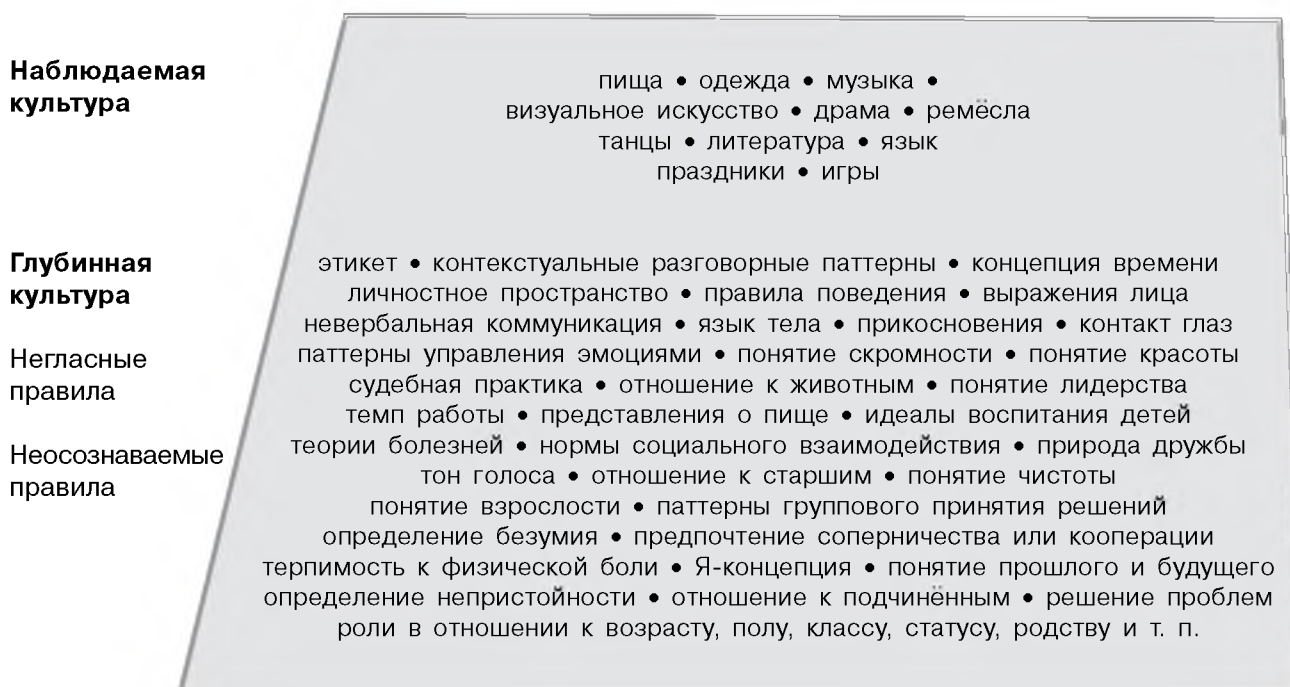 Наблюдаемая
культура
пища • одежда • музыка •
визуальное искусство • драма • ремёсла
танцы • литература • язык
праздники • игры
Глубинная
культура
Негласные
правила
Неосознаваемые
правила
этикет • контекстуальные разговорные паттерны • концепция времени
личностное пространство • правила поведения • выражения лица
невербальная коммуникация • язык тела • прикосновения • контакт глаз
паттерны управления эмоциями • понятие скромности • понятие красоты
судебная практика • отношение к животным • понятие лидерства
темп работы • представления о пище • идеалы воспитания детей
теории болезней • нормы социального взаимодействия • природа дружбы
тон голоса • отношение к старшим • понятие чистоты
понятие взрослости • паттерны группового принятия решений
определение безумия • предпочтение соперничества или кооперации
терпимость к физической боли • Я-концепция • понятие прошлого и будущего
определение непристойности • отношение к подчинённым • решение проблем
роли в отношении к возрасту, полу, классу, статусу, родству и т. п.